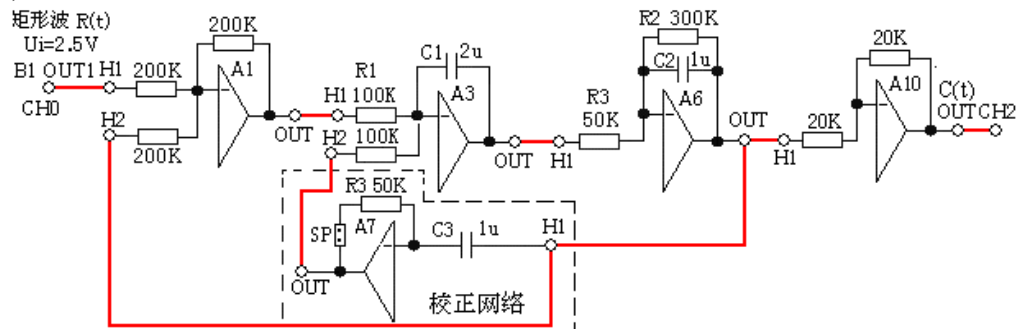 矩形波 R(t)
Ui=2.5V
B1 OUT1 H1
CH0
200K
200K
A1
H2
200K
OUT
H1
R1
100K
H2
100K
C1
2u
A3
OUT
H1
R3
50K
R2 300K
C2
1u
A6
OUT
H1
20K
20K
A10
C(t)
OUT CH2
R3 50K
SP
A7
C3
1u
H1
OUT
校正网络